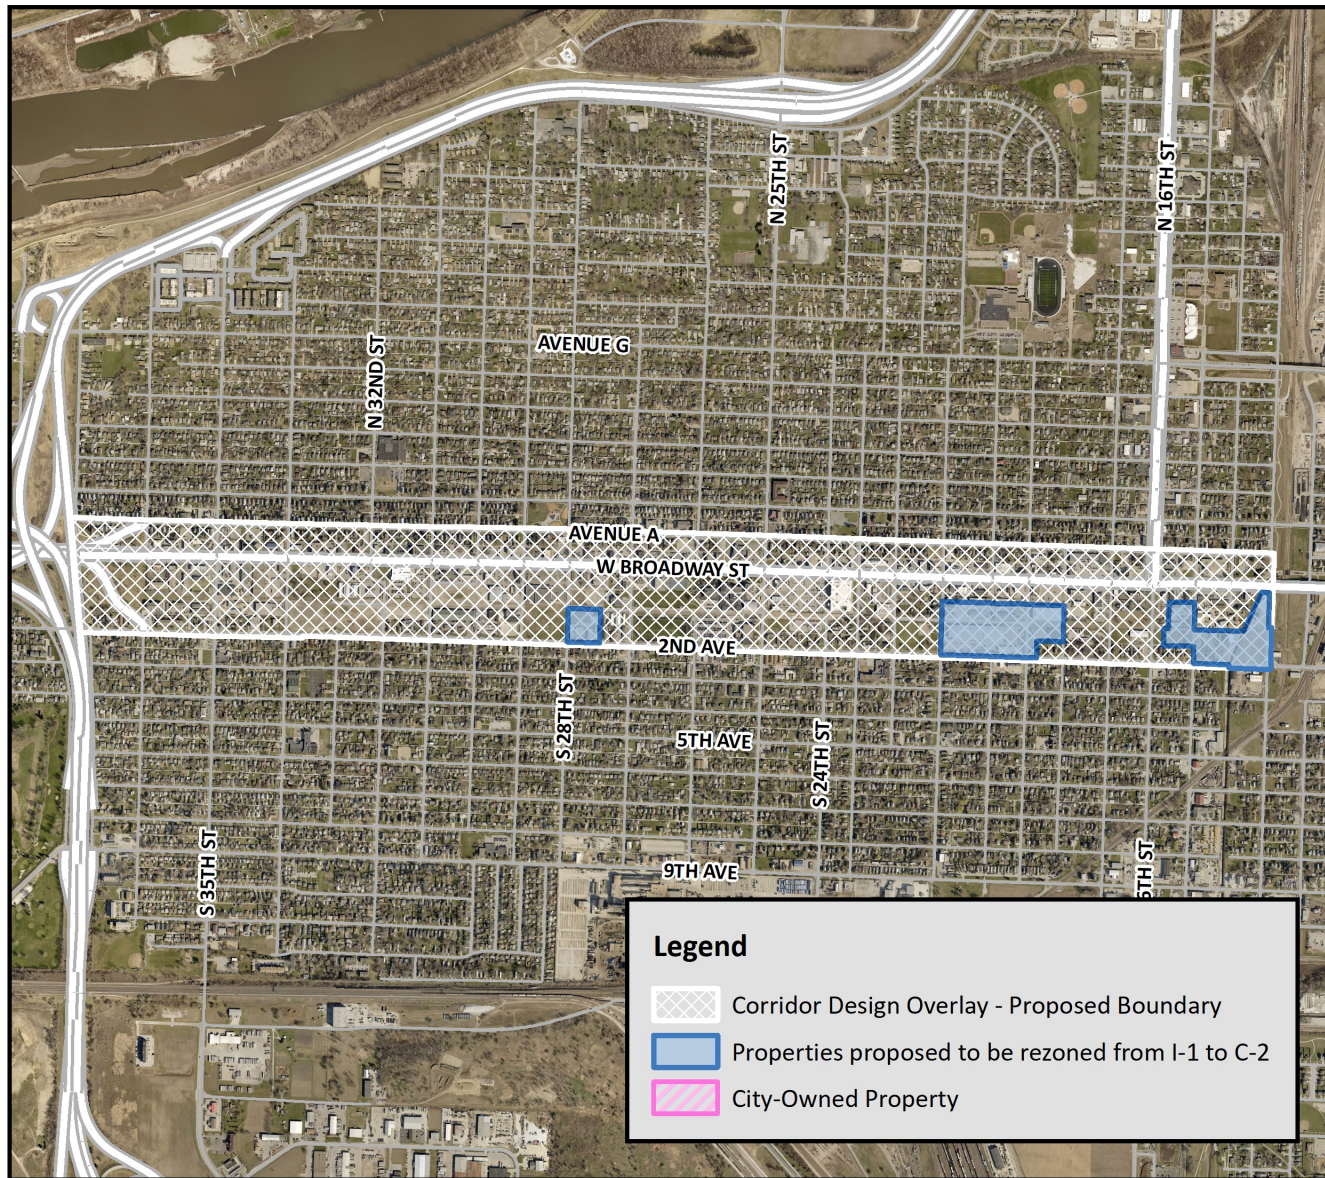 N 25TH ST
N 16TH ST
N 32ND ST
AVENUE G
AVENUE A
W BROADWAY ST
2ND AVE
S 28TH ST
5TH AVE
S 24TH ST
S 35TH ST
9TH AVE
6TH ST
Legend
Corridor Design Overlay - Proposed Boundary
Properties proposed to be rezoned from I-1 to C-2
City-Owned Property